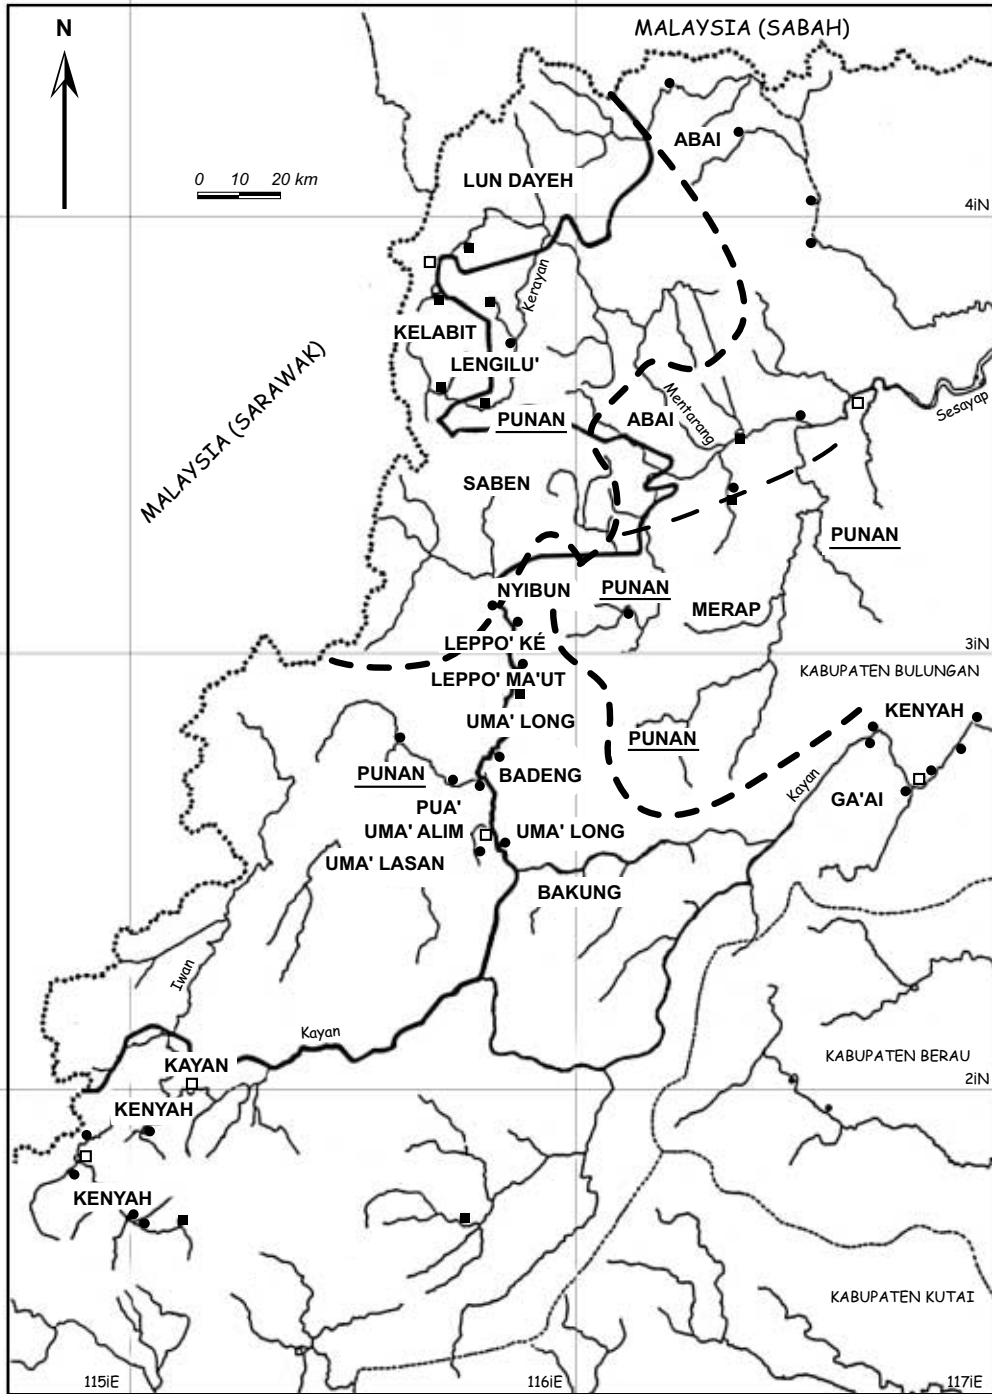 MALAYSIA (SABAH)
N
ABAI
LUN DAYEH
0 10 20 km
4iN
Kerayan
KELABIT
LENGILU'
MALAYSIA (SARAWAK)
Mentarang
Sesayap
PUNAN
ABAI
SABEN
PUNAN
NYIBUN
PUNAN
MERAP
LEPPO' KÉ
3iN
LEPPO' MA'UT
KABUPATEN BULUNGAN
UMA' LONG
KENYAH
PUNAN
PUNAN
BADENG
Kayan
GA'AI
PUA'
UMA' ALIM
UMA' LONG
UMA' LASAN
BAKUNG
Iwan
Kayan
KABUPATEN BERAU
KAYAN
2iN
KENYAH
KENYAH
KABUPATEN KUTAI
115iE
116iE
117iE